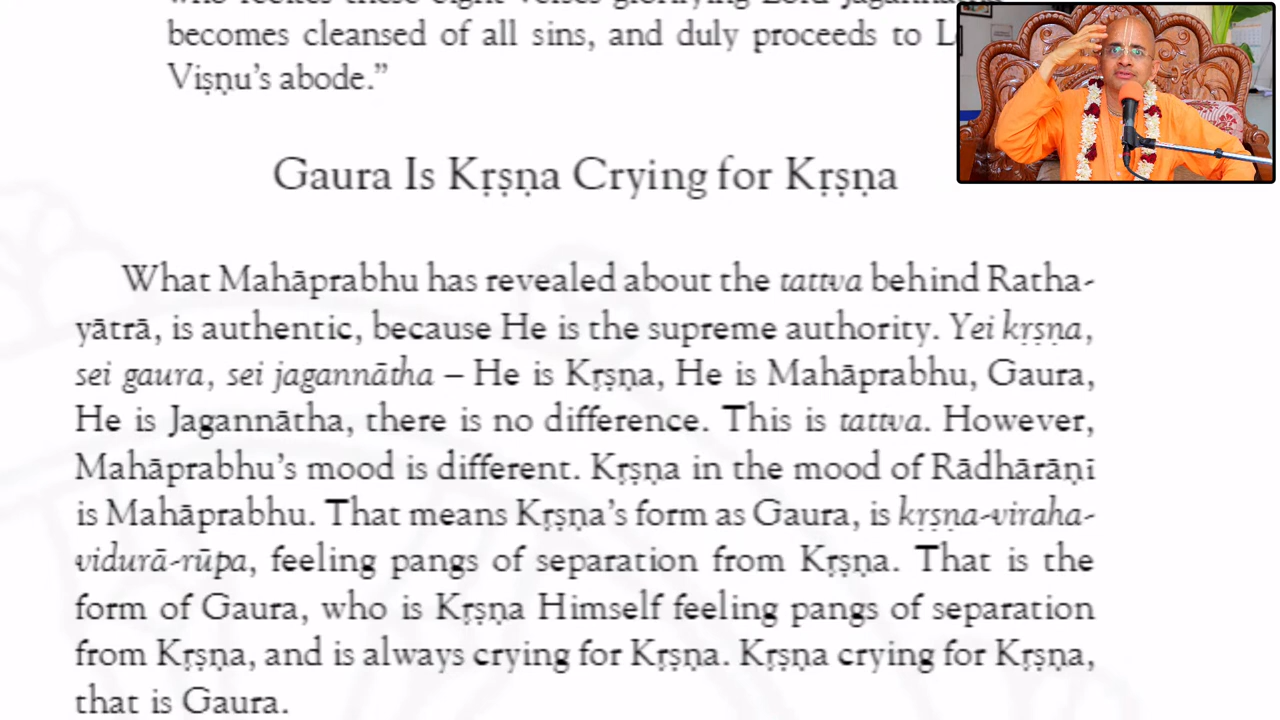 becomes cleansed of all sins, and duly proceeds to
Viṣṇu’s abode.”
Gaura Is Kṛṣṇa Crying for Kṛṣṇa
What Mahāprabhu has revealed about the tattva behind Ratha-
yātrā, is authentic, because He is the supreme authority. Yei kṛṣṇa,
sei gaura, sei jagannātha – He is Kṛṣṇa, He is Mahāprabhu, Gaura,
He is Jagannātha, there is no difference. This is tattva. However,
Mahāprabhu’s mood is different. Kṛṣṇa in the mood of Rādhārāṇī
is Mahāprabhu. That means Kṛṣṇa’s form as Gaura, is kṛṣṇa-viraha-
vidurā-rūpa, feeling pangs of separation from Kṛṣṇa. That is the
form of Gaura, who is Kṛṣṇa Himself feeling pangs of separation
from Kṛṣṇa, and is always crying for Kṛṣṇa. Kṛṣṇa crying for Kṛṣṇa,
that is Gaura.